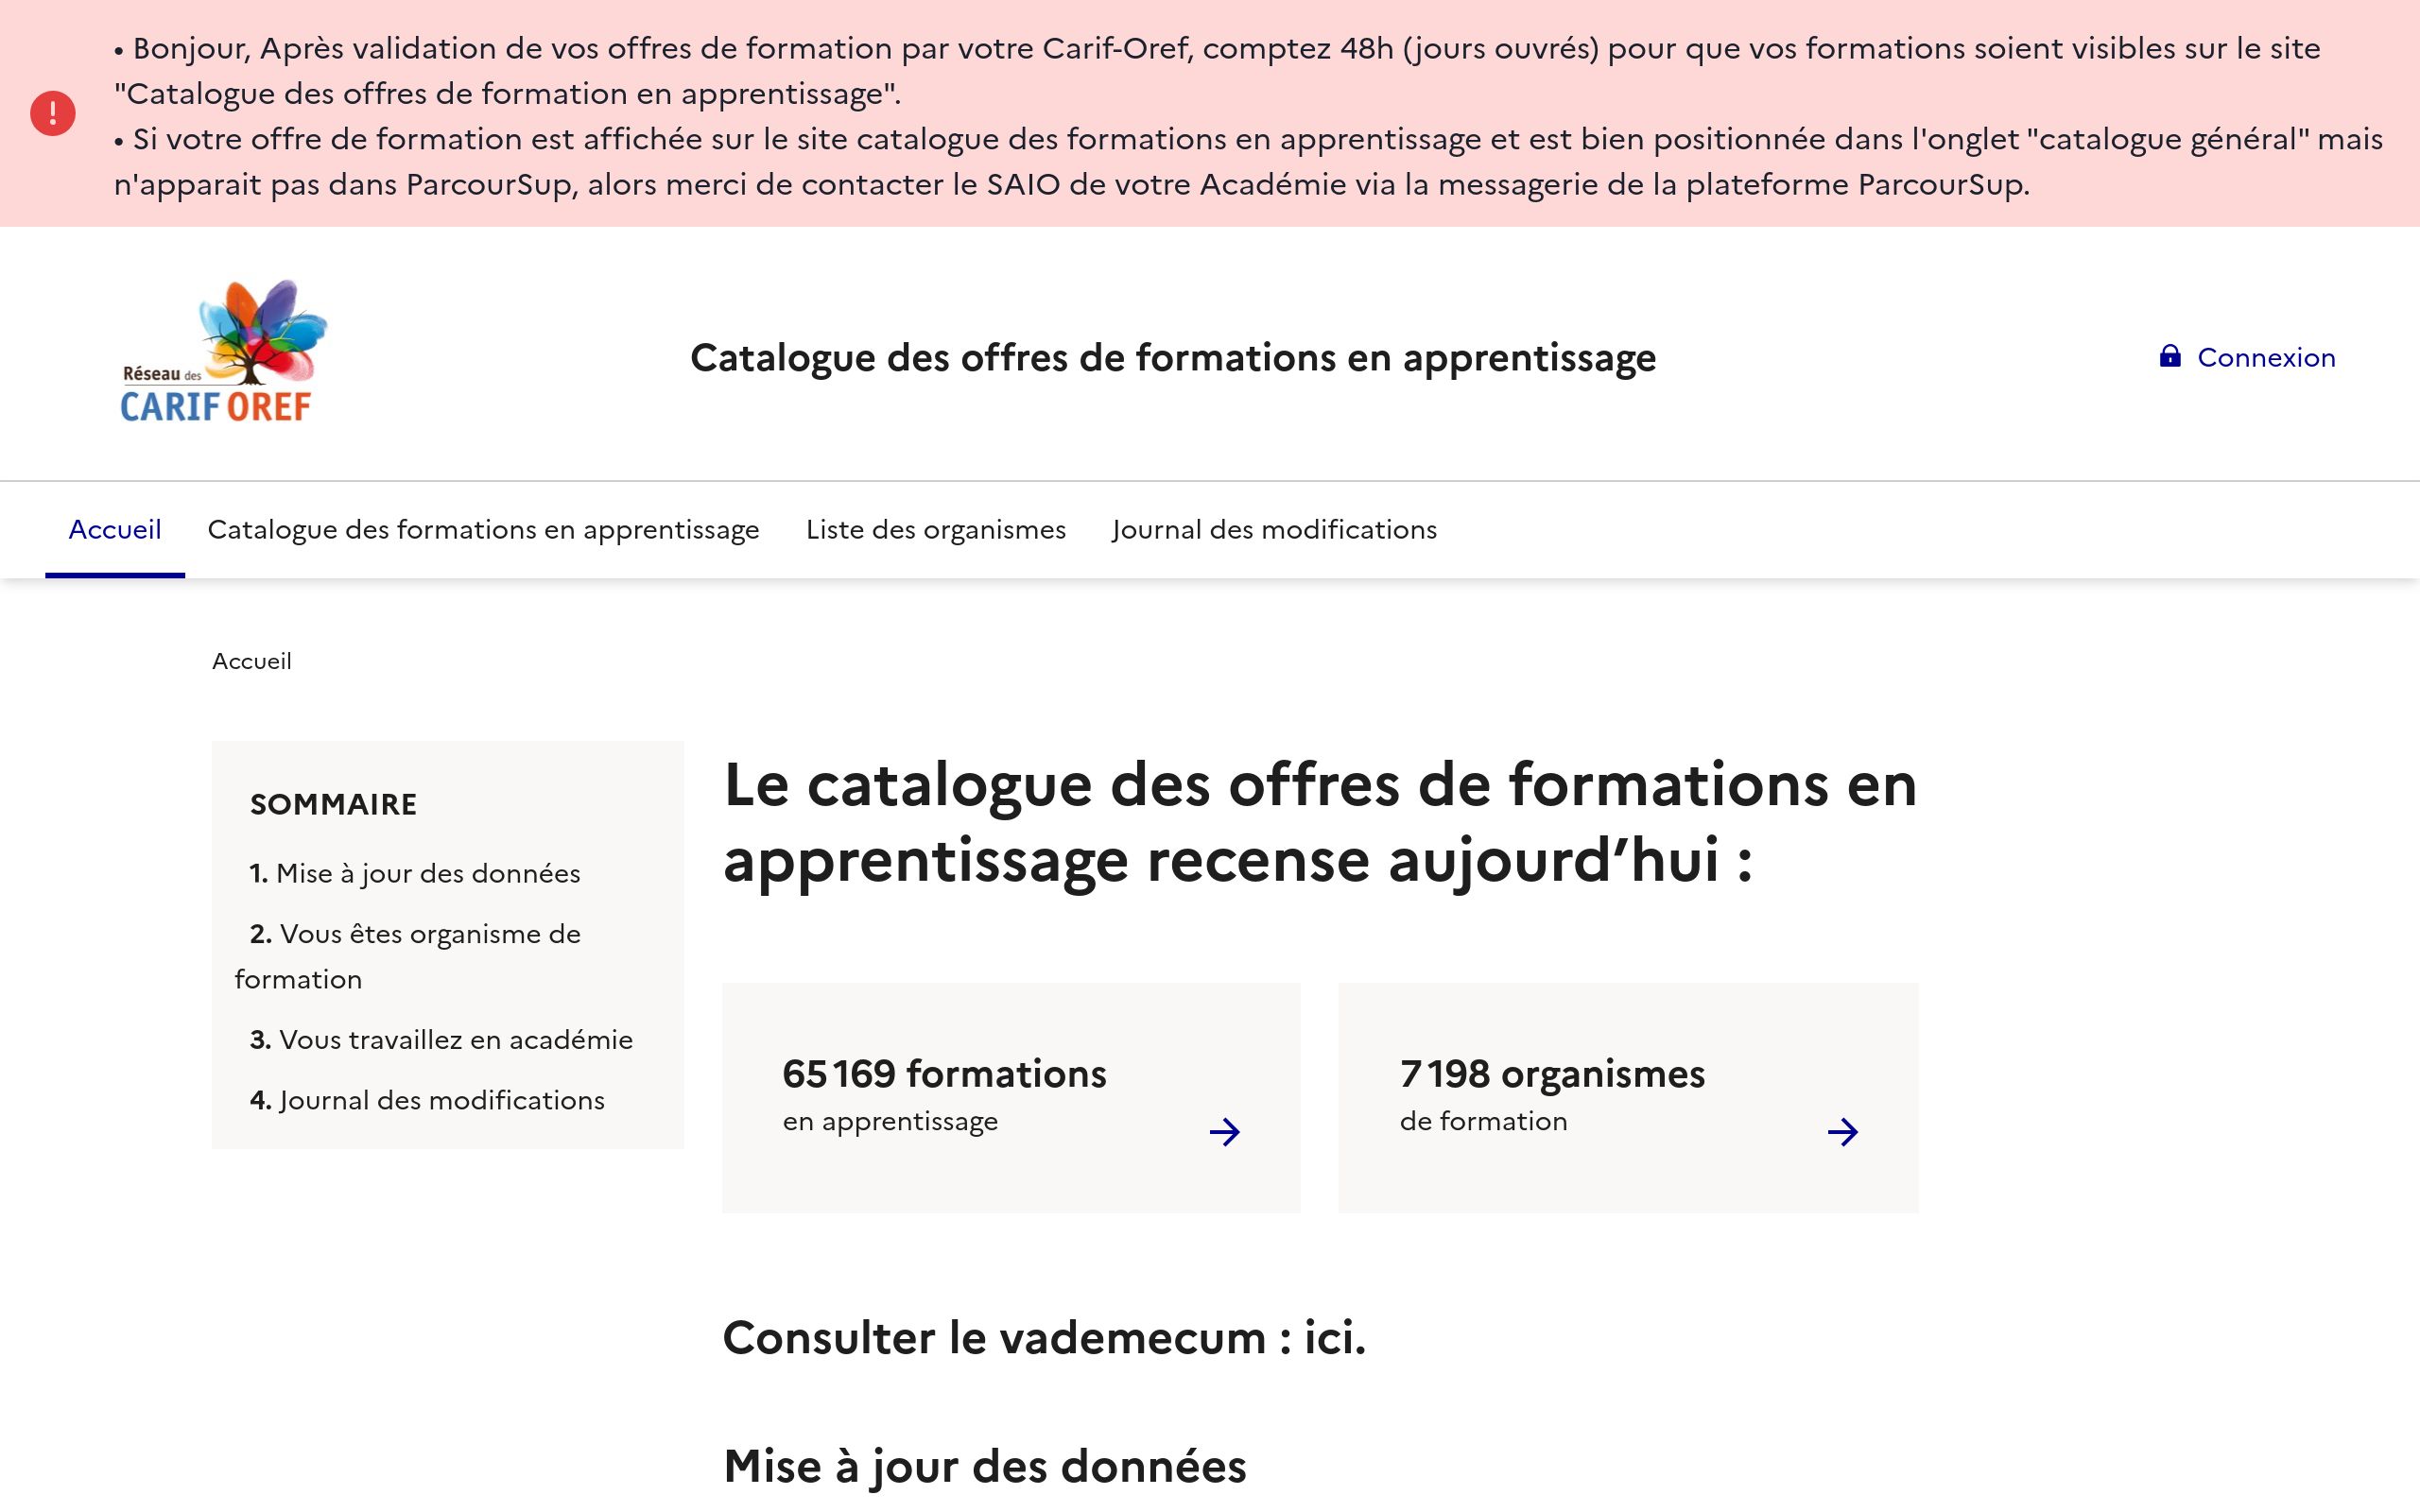 • Bonjour, Après validation de vos offres de formation par votre Carif-Oref, comptez 48h (jours ouvrés) pour que vos formations soient visibles sur le site
"Catalogue des offres de formation en apprentissage".
• Si votre offre de formation est affichée sur le site catalogue des formations en apprentissage et est bien positionnée dans l'onglet "catalogue général" mais
n'apparait pas dans ParcourSup, alors merci de contacter le SAIO de votre Académie via la messagerie de la plateforme ParcourSup.
Réseau des
CARIF OREF
Catalogue des offres de formations en apprentissage
Connexion
Accueil Catalogue des formations en apprentissage Liste des organismes Journal des modifications
Accueil
SOMMAIRE
1. Mise à jour des données
2. Vous êtes organisme de
formation
3. Vous travaillez en académie
4. Journal des modifications
Le catalogue des offres de formations en
apprentissage recense aujourd’hui :
65 169 formations
en apprentissage
7 198 organismes
de formation
Consulter le vademecum : ici.
Mise à jour des données